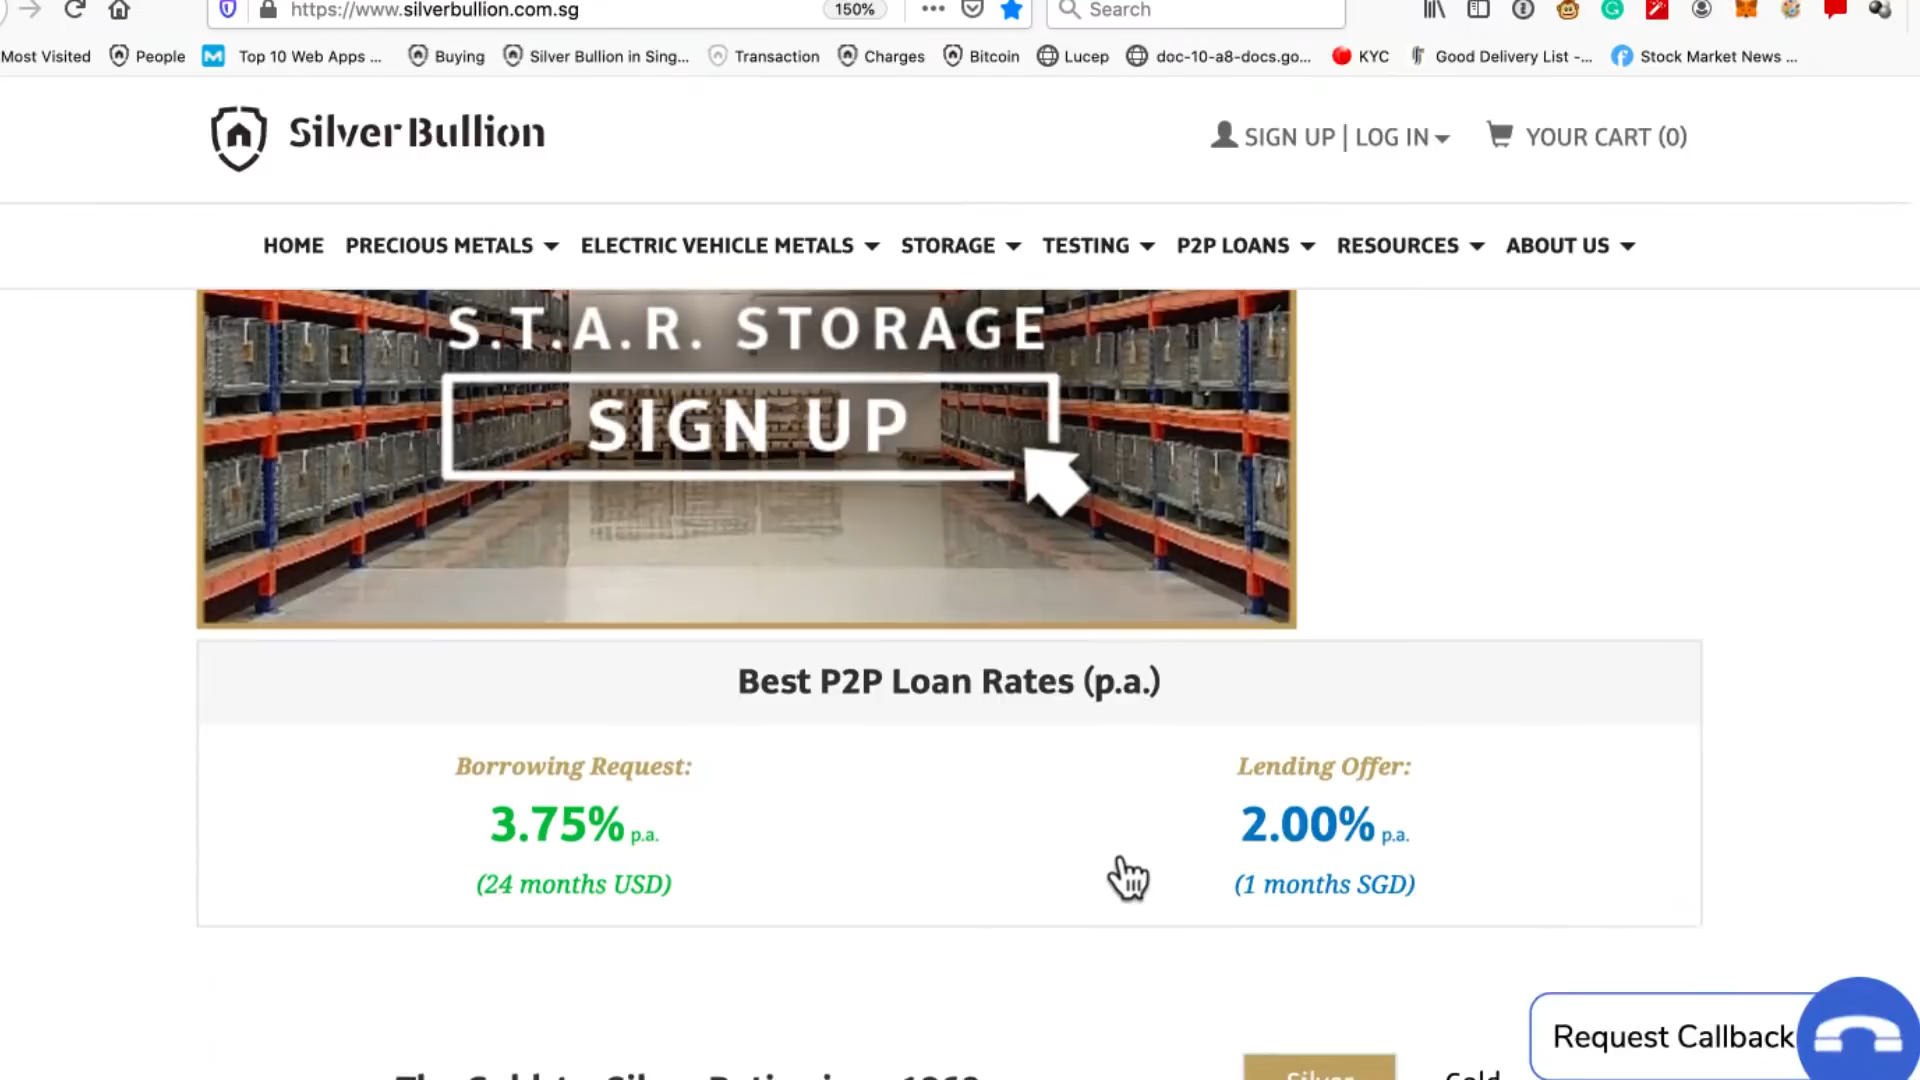 https://www.silverbullion.com.sg
150%
Search
Most Visited
People
Top 10 Web Apps ...
Buying
Silver Bullion in Sing...
Transaction
Charges
Bitcoin
Lucep
doc-10-a8-docs.go...
KYC
Good Delivery List -...
Stock Market News ...
Silver Bullion
SIGN UP | LOG IN
YOUR CART (0)
HOME
PRECIOUS METALS
ELECTRIC VEHICLE METALS
STORAGE
TESTING
P2P LOANS
RESOURCES
ABOUT US
S.T.A.R. STORAGE
SIGN UP
Best P2P Loan Rates (p.a.)
Borrowing Request:
3.75% p.a.
(24 months USD)
Lending Offer:
2.00% p.a.
(1 months SGD)
Request Callback
Silver
Gold